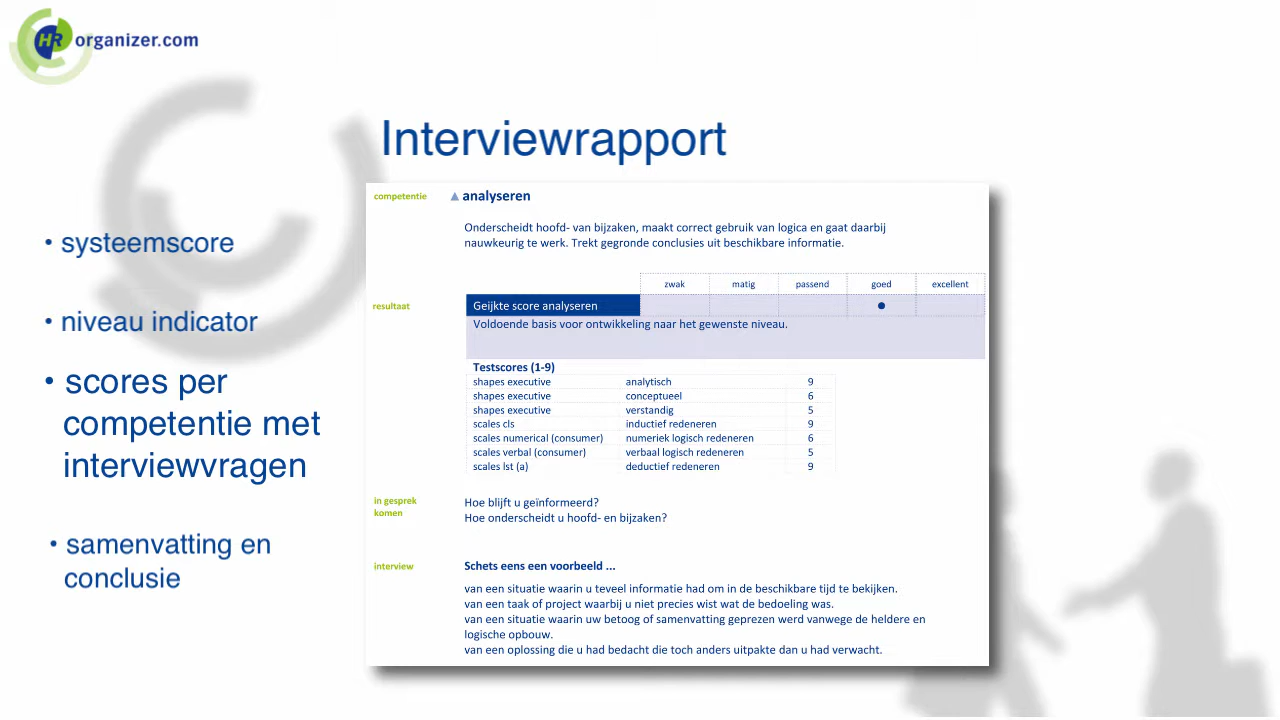 HR organizer.com
Interviewrapport
• systeemscore
• niveau indicator
• scores per
competentie met
interviewvragen
• samenvatting en
conclusie
competentie ▲ analyseren
Onderscheidt hoofd- van bijzaken, maakt correct gebruik van logica en gaat daarbij
nauwkeurig te werk. Trekt gegronde conclusies uit beschikbare informatie.
zwak matig passend goed excellent
resultaat Geijkte score analyseren •
Voldoende basis voor ontwikkeling naar het gewenste niveau.
Testscores (1-9)
shapes executive analytisch 9
shapes executive conceptueel 6
shapes executive verstandig 5
scales cls inductief redeneren 9
scales numerical (consumer) numeriek logisch redeneren 6
scales verbal (consumer) verbaal logisch redeneren 5
scales lst (a) deductief redeneren 9
in gesprek
komen
Hoe blijft u geïnformeerd?
Hoe onderscheidt u hoofd- en bijzaken?
interview Schets eens een voorbeeld ...
van een situatie waarin u teveel informatie had om in de beschikbare tijd te bekijken.
van een taak of project waarbij u niet precies wist wat de bedoeling was.
van een situatie waarin uw betoog of samenvatting geprezen werd vanwege de heldere en
logische opbouw.
van een oplossing die u had bedacht die toch anders uitpakte dan u had verwacht.